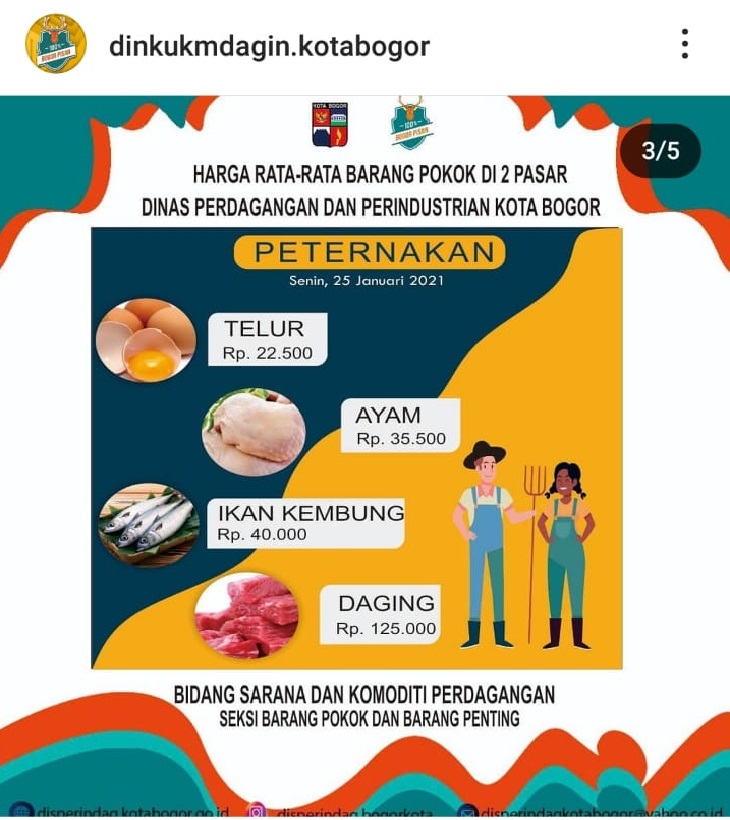 dinkukmdagin.kotabogor
KOTA BOGOR
100%
BOGOR PISAN
3/5
HARGA RATA-RATA BARANG POKOK DI 2 PASAR
DINAS PERDAGANGAN DAN PERINDUSTRIAN KOTA BOGOR
PETERNAKAN
Senin, 25 Januari 2021
TELUR
Rp. 22.500
AYAM
Rp. 35.500
IKAN KEMBUNG
Rp. 40.000
DAGING
Rp. 125.000
BIDANG SARANA DAN KOMODITI PERDAGANGAN
SEKSI BARANG POKOK DAN BARANG PENTING
disperindag.kotabogor.go.id disperindag.bogorkota disperindagkotabogor@yahoo.co.id